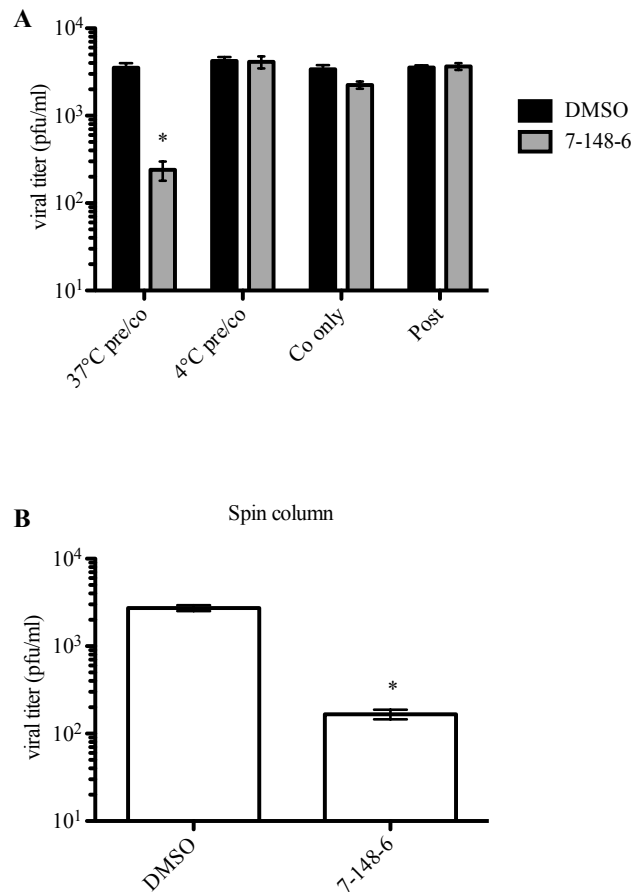 A
viral titer (pfu/ml)
10⁴
10³
10²
10¹
*
37°C pre/co
4°C pre/co
Co only
Post
DMSO
7-148-6
B
Spin column
viral titer (pfu/ml)
10⁴
10³
10²
10¹
*
DMSO
7-148-6